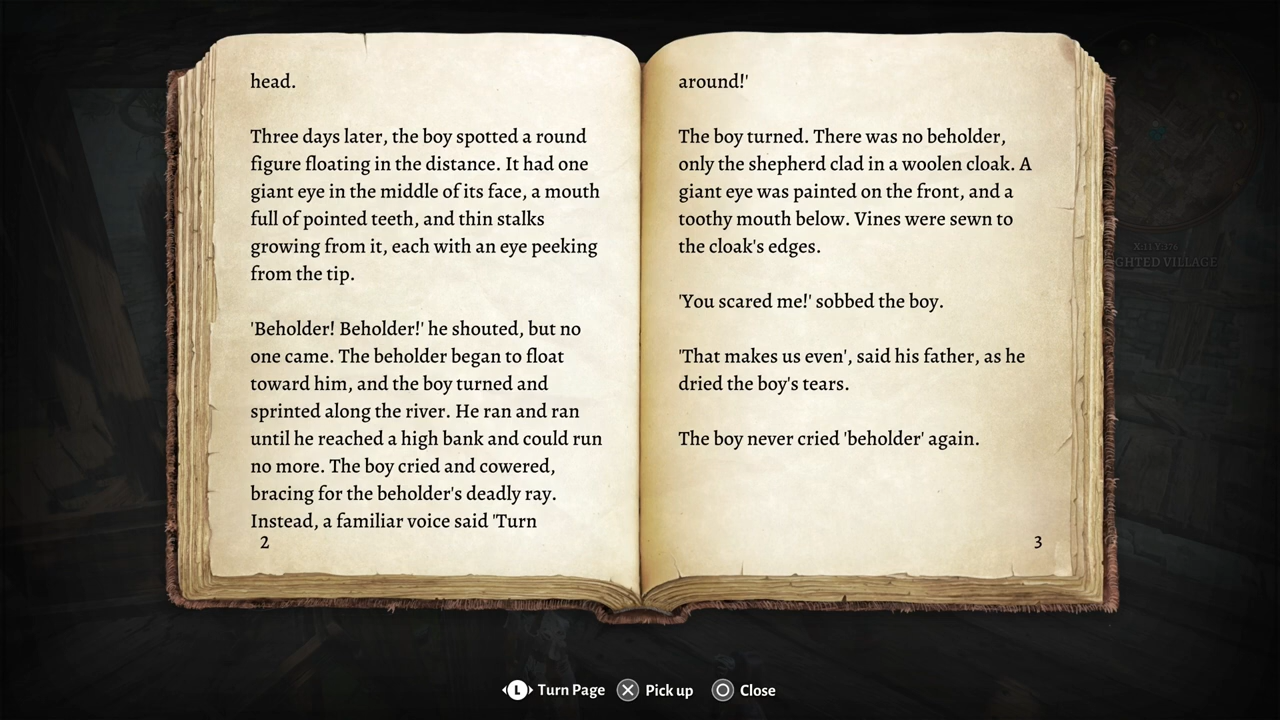 head.
Three days later, the boy spotted a round
figure floating in the distance. It had one
giant eye in the middle of its face, a mouth
full of pointed teeth, and thin stalks
growing from it, each with an eye peeking
from the tip.
'Beholder! Beholder!' he shouted, but no
one came. The beholder began to float
toward him, and the boy turned and
sprinted along the river. He ran and ran
until he reached a high bank and could run
no more. The boy cried and cowered,
bracing for the beholder's deadly ray.
Instead, a familiar voice said 'Turn
2
around!'
The boy turned. There was no beholder,
only the shepherd clad in a woolen cloak. A
giant eye was painted on the front, and a
toothy mouth below. Vines were sewn to
the cloak's edges.
'You scared me!' sobbed the boy.
'That makes us even', said his father, as he
dried the boy's tears.
The boy never cried 'beholder' again.
3
GHTED VILLAGE
L Turn Page Pick up Close